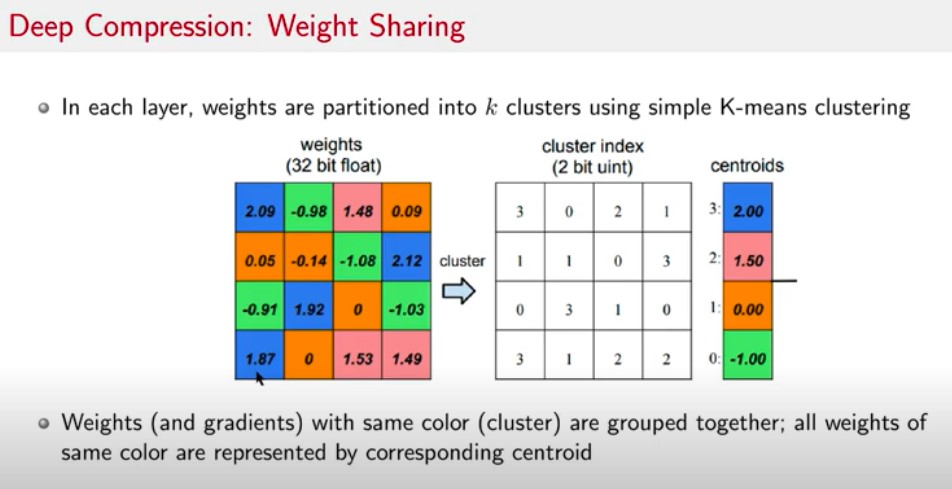 Deep Compression: Weight Sharing
In each layer, weights are partitioned into k clusters using simple K-means clustering
weights
(32 bit float)
2.09 -0.98 1.48 0.09
0.05 -0.14 -1.08 2.12
-0.91 1.92 0 -1.03
1.87 0 1.53 1.49
cluster
cluster index
(2 bit uint)
3 0 2 1
1 1 0 3
0 3 1 0
3 1 2 2
centroids
3: 2.00
2: 1.50
1: 0.00
0: -1.00
Weights (and gradients) with same color (cluster) are grouped together; all weights of
same color are represented by corresponding centroid